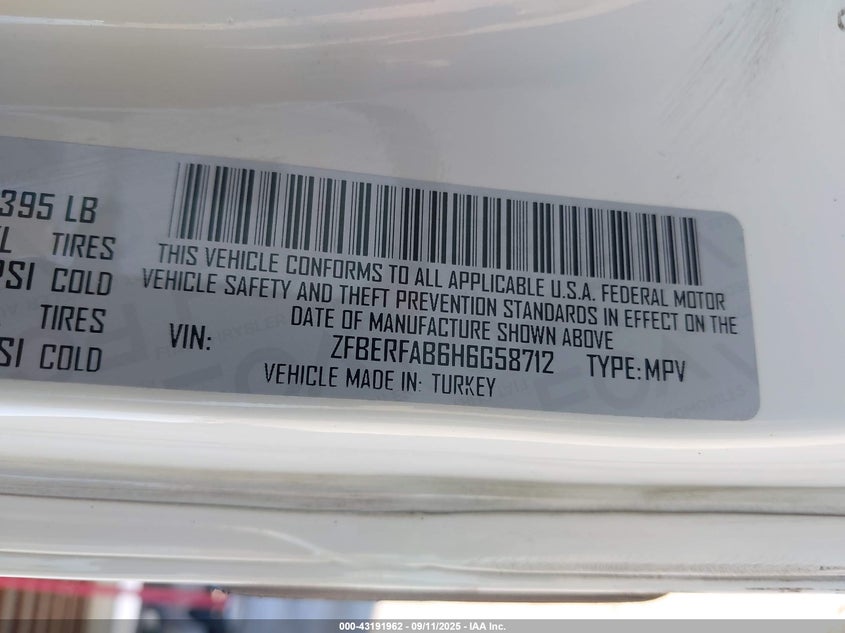 395 LB
TIRES
PSI COLD
TIRES
COLD
THIS VEHICLE CONFORMS TO ALL APPLICABLE U.S.A. FEDERAL MOTOR
VEHICLE SAFETY AND THEFT PREVENTION STANDARDS IN EFFECT ON THE
DATE OF MANUFACTURE SHOWN ABOVE
VIN: ZFBERFAB6H6G58712 TYPE:MPV
VEHICLE MADE IN: TURKEY
000-43191962 - 09/11/2025 - IAA Inc.